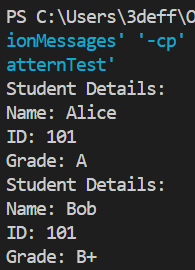 PS C:\Users\3deff\O
ionMessages' '-cp'
atternTest'
Student Details:
Name: Alice
ID: 101
Grade: A
Student Details:
Name: Bob
ID: 101
Grade: B+